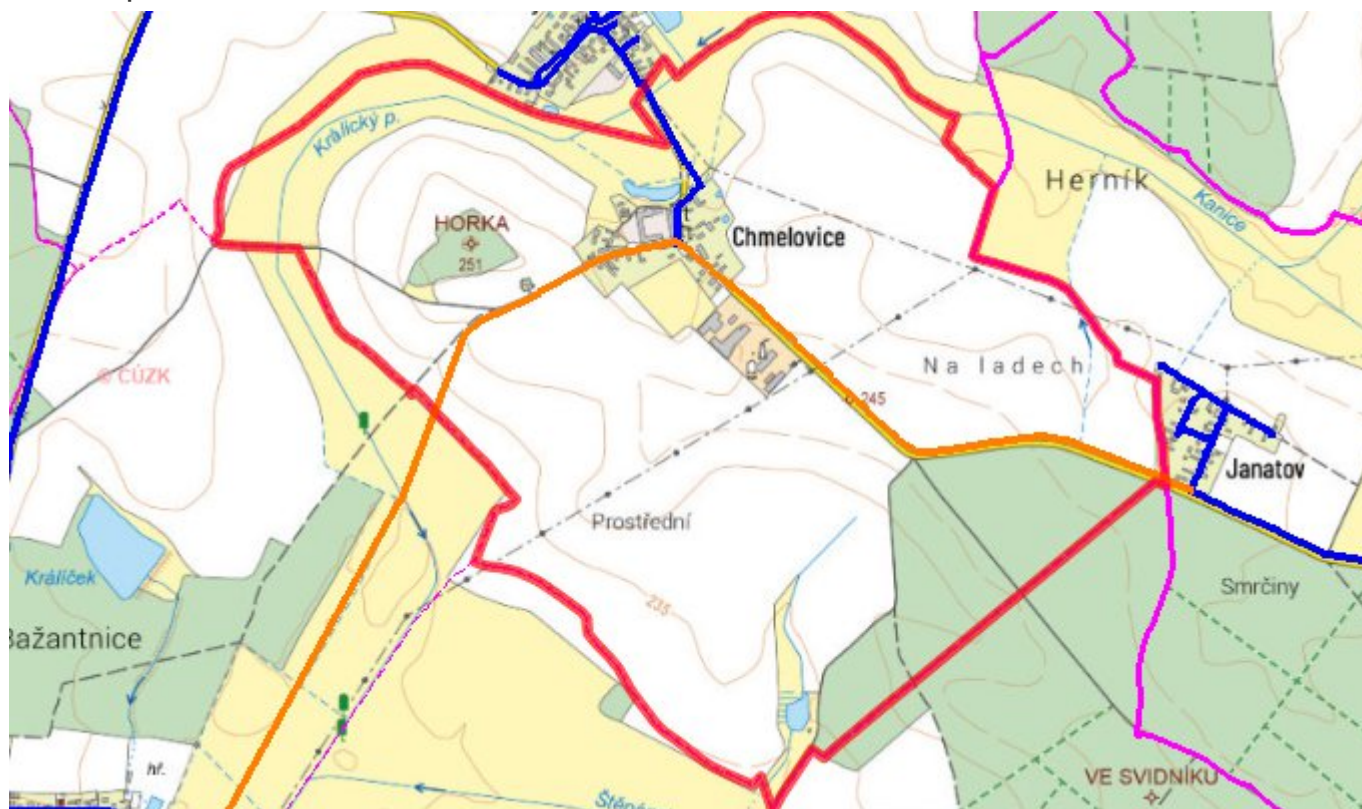 Králický p.
HORKA
251
Chmelovice
Herník
Kanice
© ČÚZK
Na ladech
245
Janatov
Prostřední
Králíček
235
Smrčiny
Bažantnice
hř.
VE SVIDNÍKU